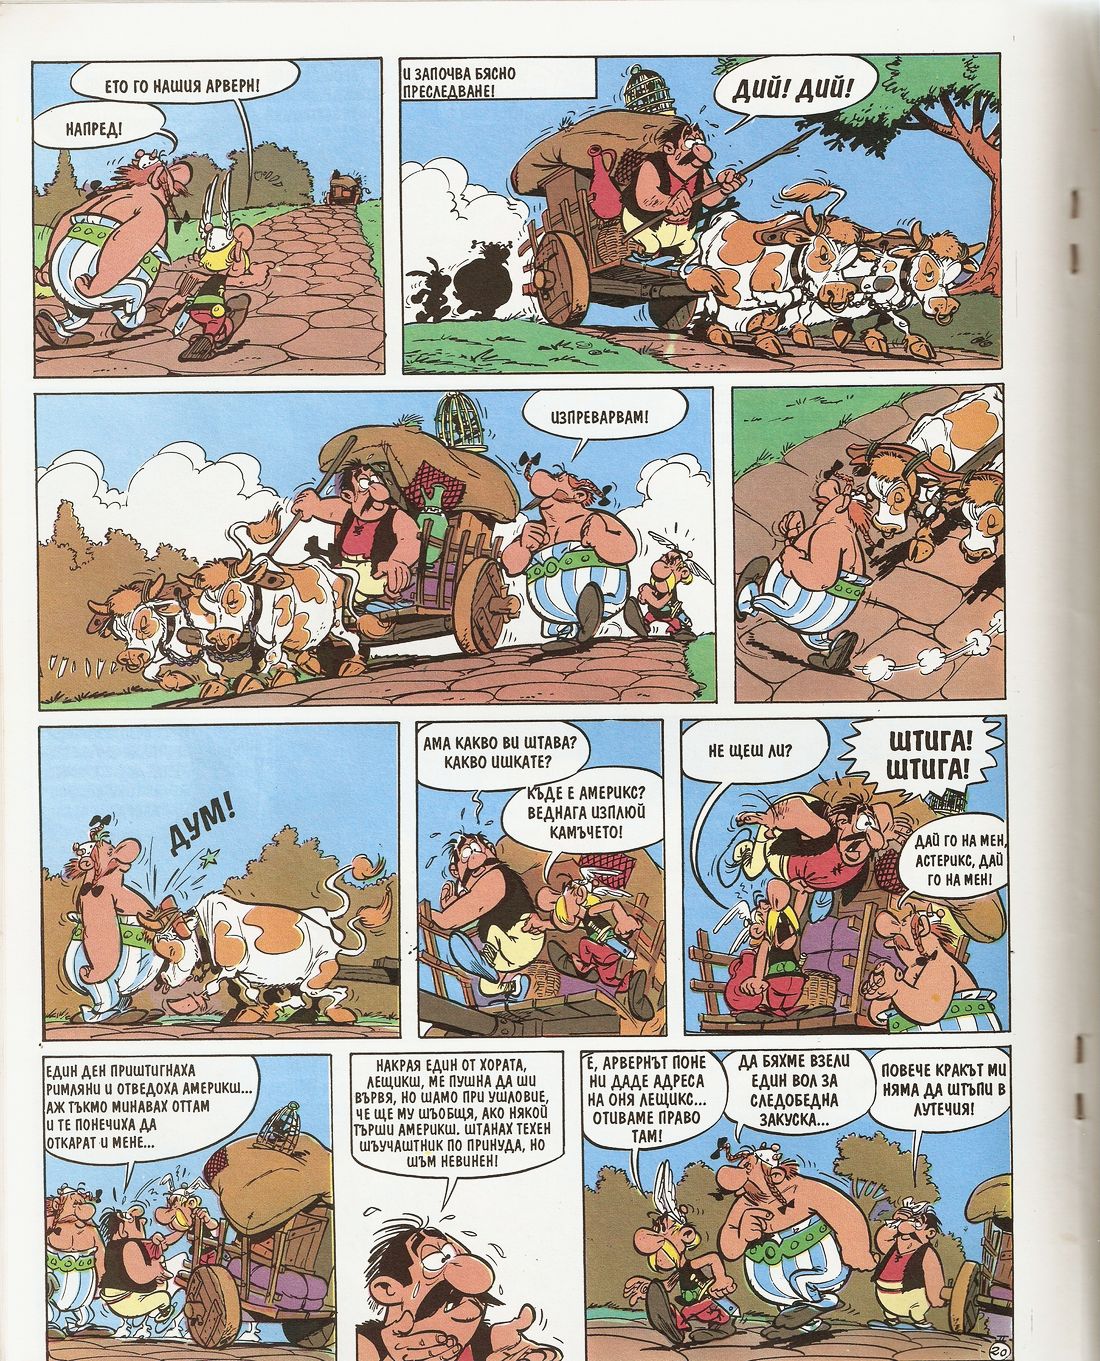 ЕТО ГО НАШИЯ АРВЕРН!
НАПРЕД!
И ЗАПОЧВА БЯСНО
ПРЕСЛЕДВАНЕ!
ДИЙ! ДИЙ!
ИЗПРЕВАРВАМ!
ДУМ!
АМА КАКВО ВИ ШТАВА?
КАКВО ИШКАТЕ?
КЪДЕ Е АМЕРИКС?
ВЕДНАГА ИЗПЛЮЙ
КАМЪЧЕТО!
НЕ ЩЕШ ЛИ?
ШТИГА!
ШТИГА!
ДАЙ ГО НА МЕН,
АСТЕРИКС, ДАЙ
ГО НА МЕН!
ЕДИН ДЕН ПРИШТИГНАХА
РИМЛЯНИ И ОТВЕДОХА АМЕРИКШ...
АЖ ТЪКМО МИНАВАХ ОТТАМ
И ТЕ ПОНЕЧИХА ДА
ОТКАРАТ И МЕНЕ...
НАКРАЯ ЕДИН ОТ ХОРАТА,
ЛЕЩИКШ, МЕ ПУШНА ДА ШИ
ВЪРВЯ, НО ШАМО ПРИ УШЛОВИЕ,
ЧЕ ЩЕ МУ ШЪОБЩЯ, АКО НЯКОЙ
ТЪРШИ АМЕРИКШ. ШТАНАХ ТЕХЕН
ШЪУЧАШТНИК ПО ПРИНУДА, НО
ШЪМ НЕВИНЕН!
Е, АРВЕРНЪТ ПОНЕ
НИ ДАДЕ АДРЕСА
НА ОНЯ ЛЕЩИКС...
ОТИВАМЕ ПРАВО
ТАМ!
ДА БЯХМЕ ВЗЕЛИ
ЕДИН ВОЛ ЗА
СЛЕДОБЕДНА
ЗАКУСКА...
ПОВЕЧЕ КРАКЪТ МИ
НЯМА ДА ШТЪПИ В
ЛУТЕЧИЯ!
20